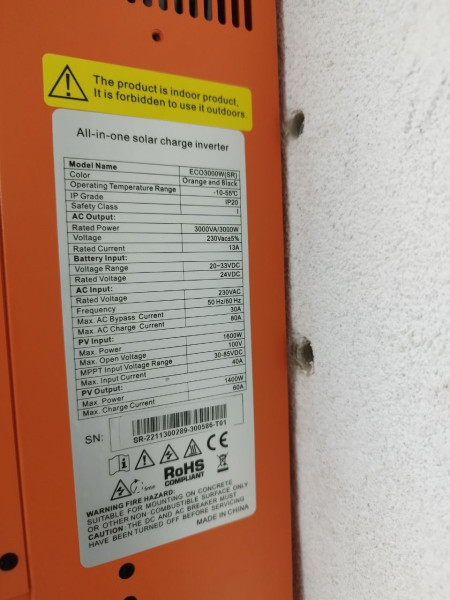 The product is indoor product,
It is forbidden to use it outdoors.
All-in-one solar charge inverter
Model Name ECO3000W(SR)
Color Orange and Black
Operating Temperature Range -10-55℃
IP Grade IP20
Safety Class I
AC Output:
Rated Power 3000VA/3000W
Voltage 230Vac±5%
Rated Current 13A
Battery Input:
Voltage Range 20~33VDC
Rated Voltage 24VDC
AC Input:
Rated Voltage 230VAC
Frequency 50 Hz/60 Hz
Max. AC Bypass Current 30A
Max. AC Charge Current 60A
PV Input:
Max. Power 1600W
Max. Open Voltage 100V
MPPT Input Voltage Range 30-85VDC
Max. Input Current 40A
PV Output:
Max. Power 1400W
Max. Charge Current 60A
SN:
SR-2211300289-300586-T01
CE
RoHS
COMPLIANT
WARNING FIRE HAZARD:
SUITABLE FOR MOUNTING ON CONCRETE
OR OTHER NON-COMBUSTIBLE SURFACE ONLY
CAUTION: THE DC AND AC BREAKER MUST
HAVE BEEN TURNED OFF BEFORE SERVICING
MADE IN CHINA